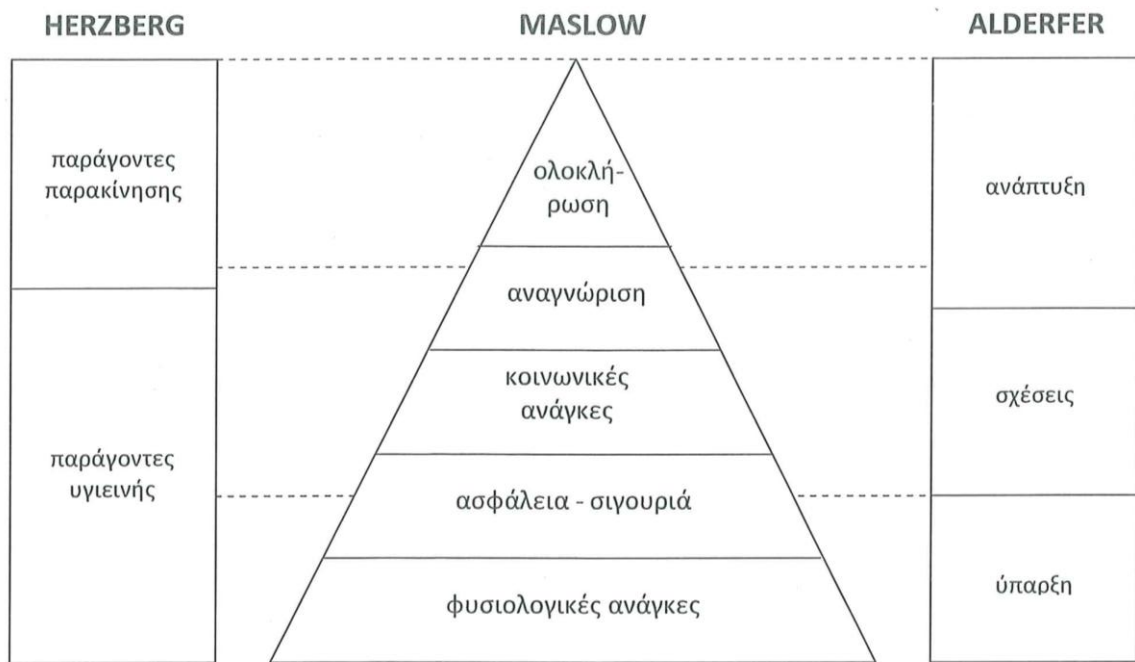 HERZBERG
MASLOW
ALDERFER
παράγοντες
παρακίνησης
ολοκλή-
ρωση
ανάπτυξη
αναγνώριση
κοινωνικές
ανάγκες
σχέσεις
παράγοντες
υγιεινής
ασφάλεια - σιγουριά
ύπαρξη
φυσιολογικές ανάγκες